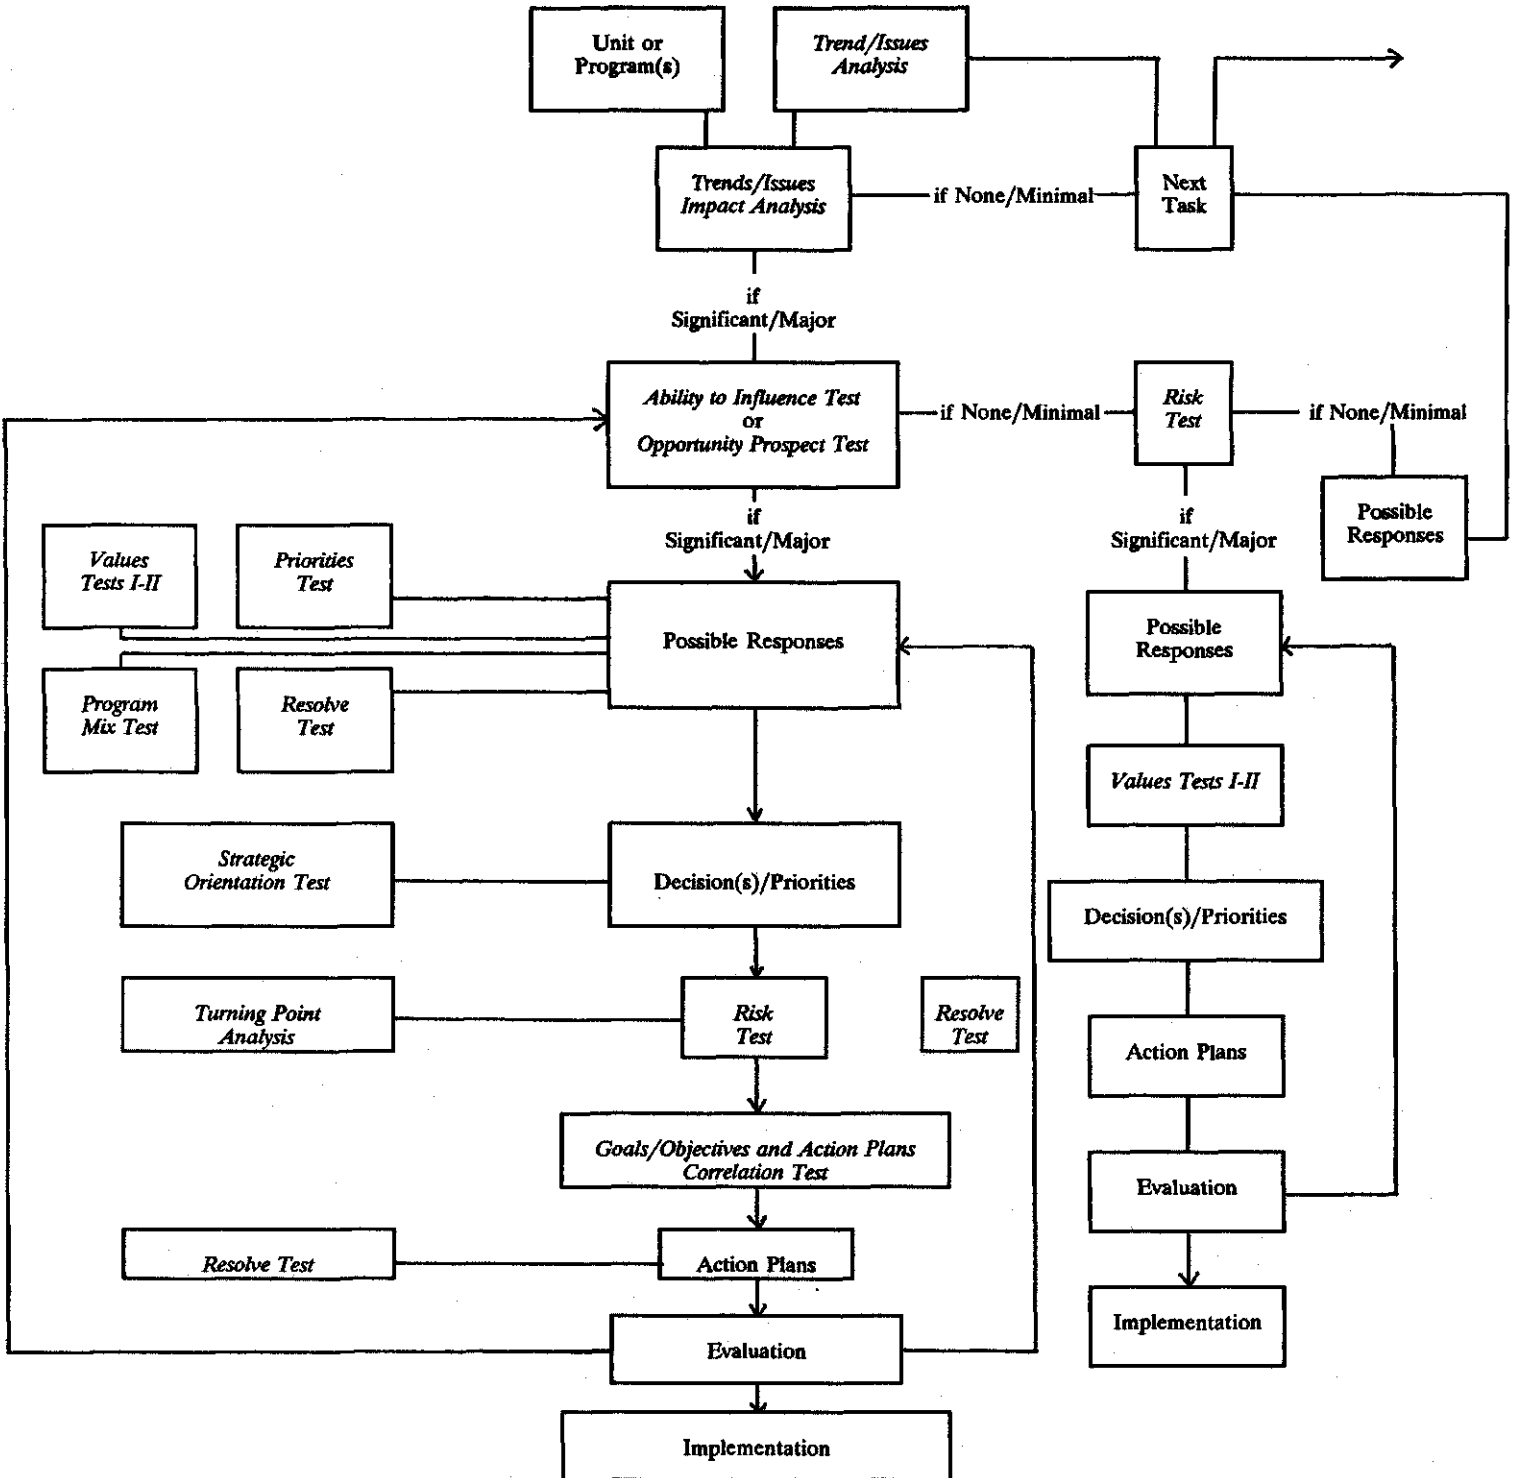 Unit or
Program(s)
Trend/Issues
Analysis
Trends/Issues
Impact Analysis
if None/Minimal
Next
Task
if
Significant/Major
Ability to Influence Test
or
Opportunity Prospect Test
if None/Minimal
Risk
Test
if None/Minimal
Possible
Responses
if
Significant/Major
if
Significant/Major
Values
Tests I-II
Priorities
Test
Possible Responses
Possible
Responses
Program
Mix Test
Resolve
Test
Values Tests I-II
Strategic
Orientation Test
Decision(s)/Priorities
Decision(s)/Priorities
Turning Point
Analysis
Risk
Test
Resolve
Test
Action Plans
Goals/Objectives and Action Plans
Correlation Test
Evaluation
Resolve Test
Action Plans
Implementation
Evaluation
Implementation